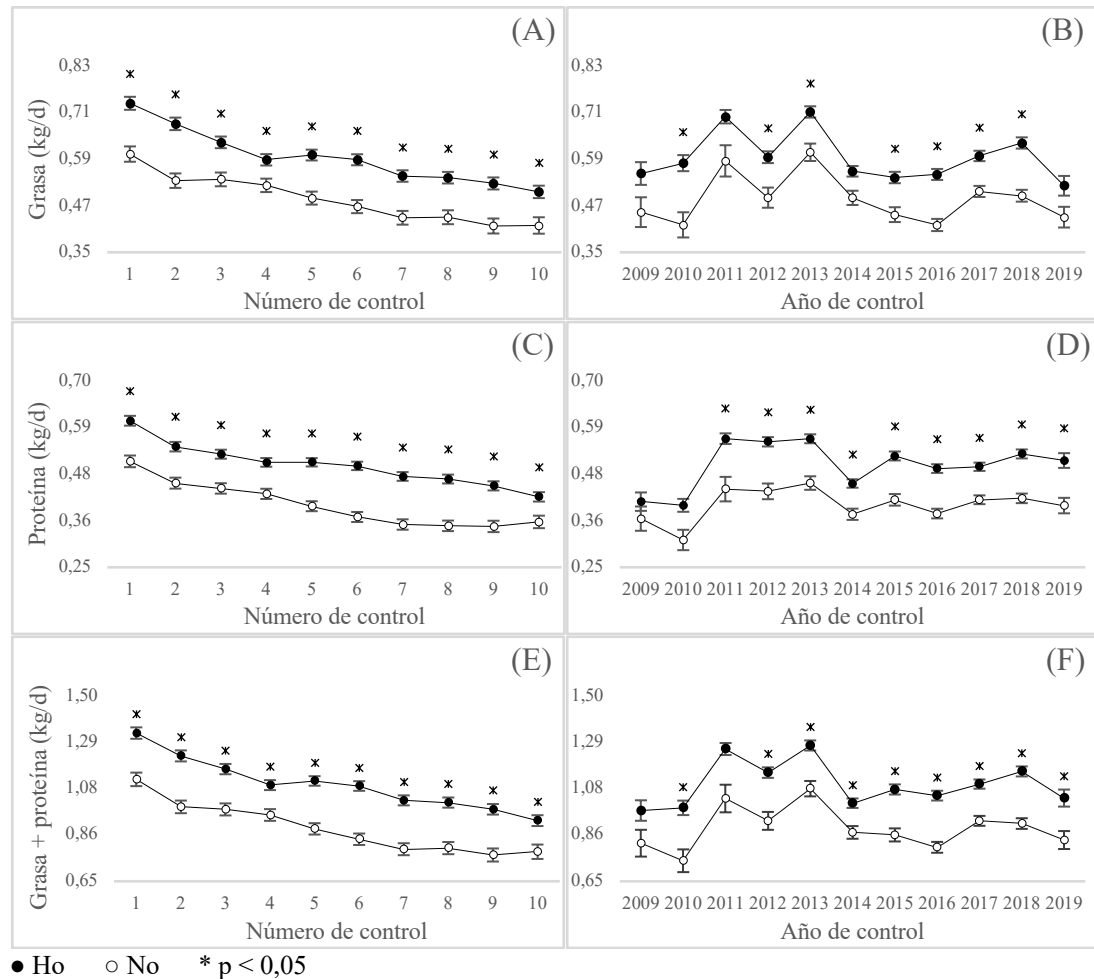 (A)
Grasa (kg/d)
0,83
0,71
0,59
0,47
0,35
* * * * * * * * * *
1 2 3 4 5 6 7 8 9 10
Número de control
(B)
0,83
0,71
0,59
0,47
0,35
* * * * * * *
2009 2010 2011 2012 2013 2014 2015 2016 2017 2018 2019
Año de control
(C)
Proteína (kg/d)
0,70
0,59
0,48
0,36
0,25
* * * * * * * * * *
1 2 3 4 5 6 7 8 9 10
Número de control
(D)
0,70
0,59
0,48
0,36
0,25
* * * * * * * * *
2009 2010 2011 2012 2013 2014 2015 2016 2017 2018 2019
Año de control
(E)
Grasa + proteína (kg/d)
1,50
1,29
1,08
0,86
0,65
* * * * * * * * * *
1 2 3 4 5 6 7 8 9 10
Número de control
(F)
1,50
1,29
1,08
0,86
0,65
* * * * * * * * *
2009 2010 2011 2012 2013 2014 2015 2016 2017 2018 2019
Año de control
● Ho ○ No * p < 0,05